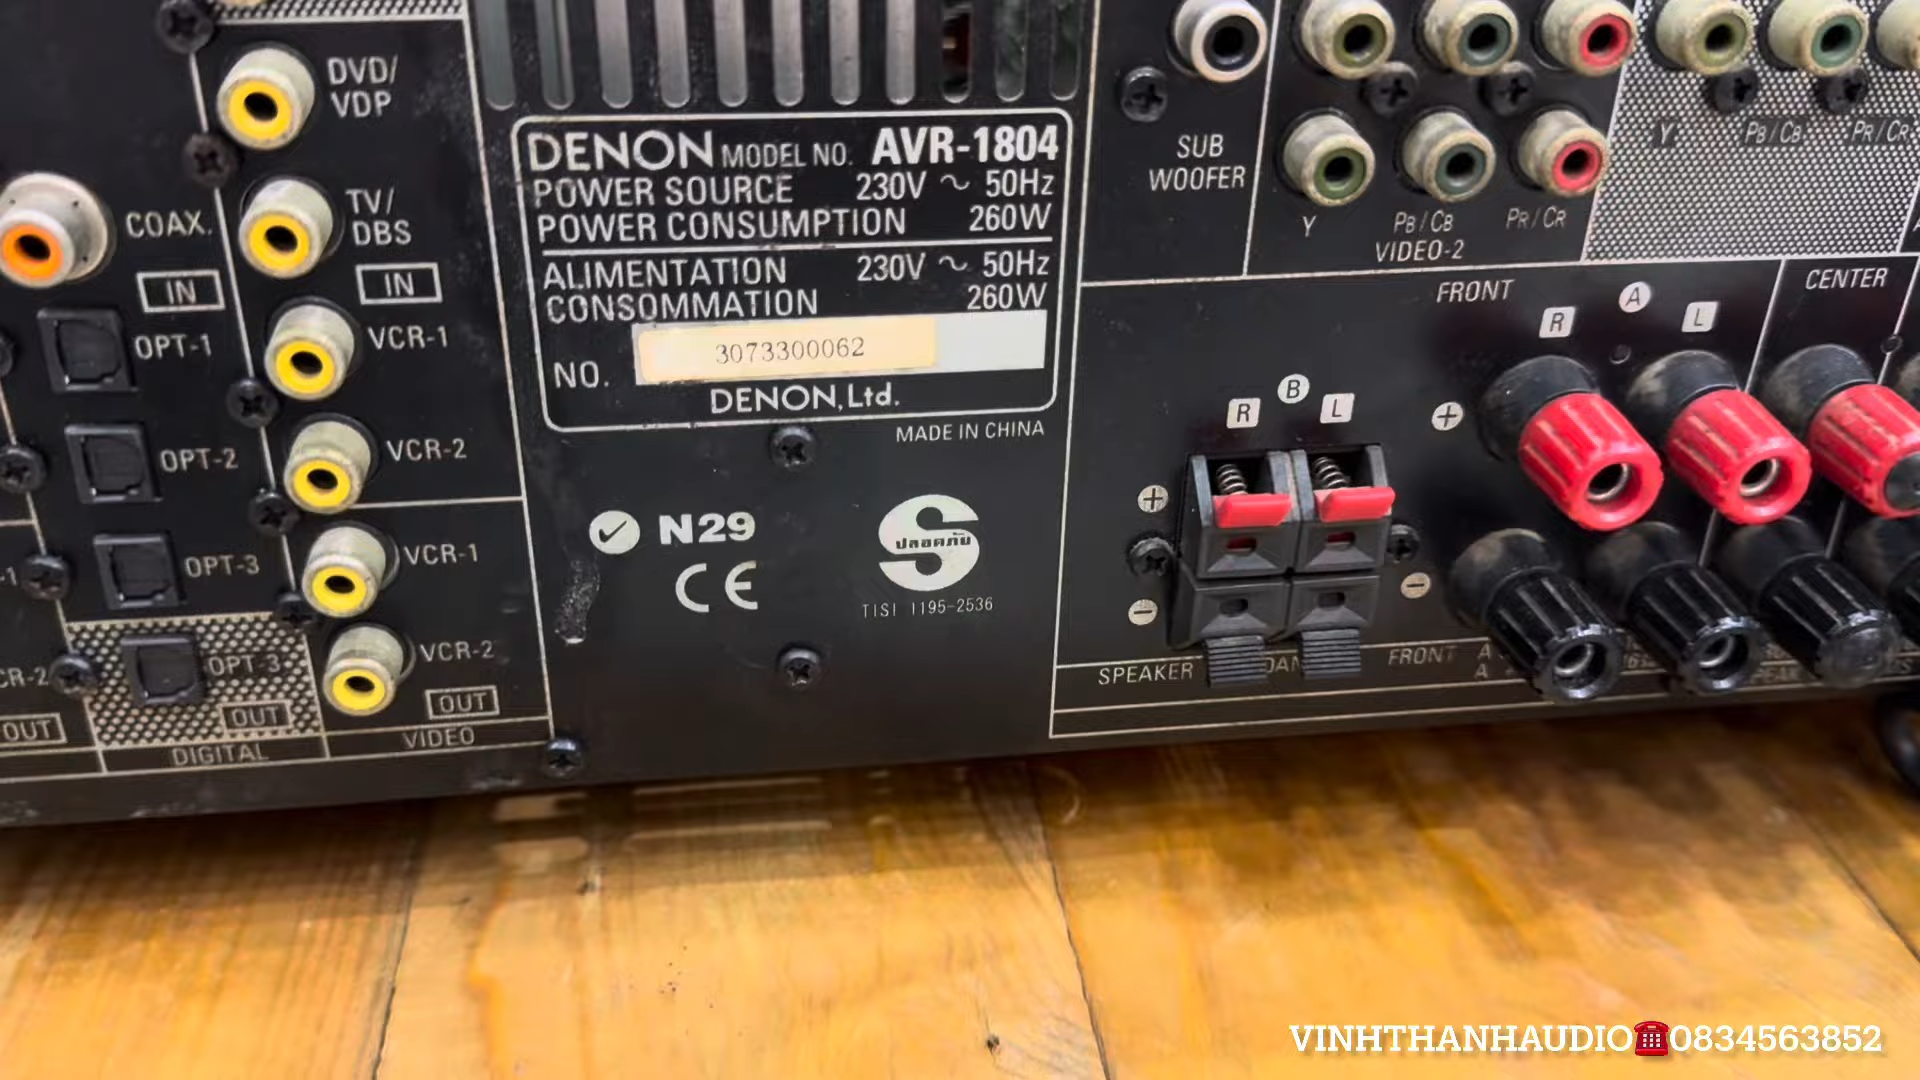 DVD/
VDP
COAX.
IN
TV/
DBS
IN
OPT-1
VCR-1
OPT-2
VCR-2
OPT-3
VCR-1
OPT-3
VCR-2
OUT
OUT
OUT
DIGITAL
VIDEO
DENON MODEL NO. AVR-1804
POWER SOURCE 230V ~ 50Hz
POWER CONSUMPTION 260W
ALIMENTATION 230V ~ 50Hz
CONSOMMATION 260W
NO. 3073300062
DENON, Ltd.
MADE IN CHINA
N29
CE
S
ปลอดภัย
TISI 1195-2536
SUB
WOOFER
Y PB/CB PR/CR
VIDEO-2
Y PB/CB PR/CR
FRONT
A
R L
CENTER
B
R L
+
+
−
−
SPEAKER
FRONT A
A
VINHTHANHAUDIO☎0834563852